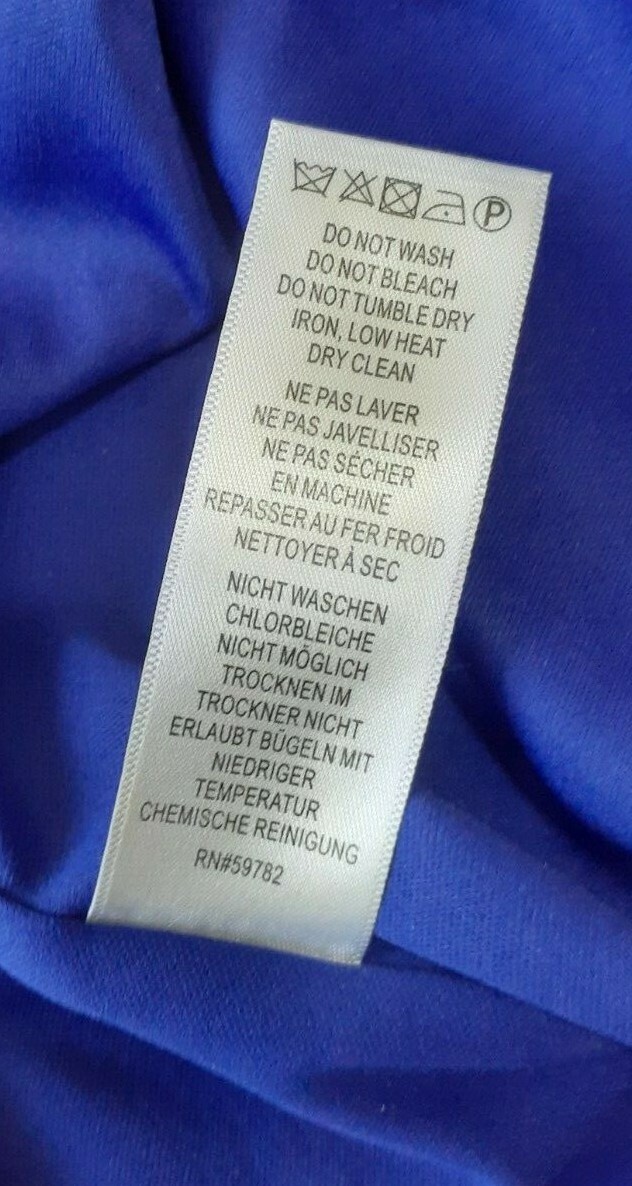 P
DO NOT WASH
DO NOT BLEACH
DO NOT TUMBLE DRY
IRON, LOW HEAT
DRY CLEAN
NE PAS LAVER
NE PAS JAVELLISER
NE PAS SÉCHER
EN MACHINE
REPASSER AU FER FROID
NETTOYER À SEC
NICHT WASCHEN
CHLORBLEICHE
NICHT MÖGLICH
TROCKNEN IM
TROCKNER NICHT
ERLAUBT BÜGELN MIT
NIEDRIGER
TEMPERATUR
CHEMISCHE REINIGUNG
RN#59782